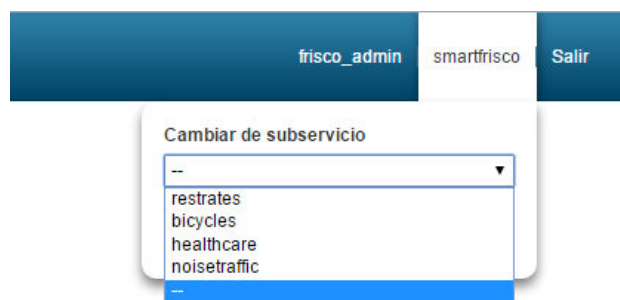 frisco_admin smartfrisco Salir
Cambiar de subservicio
--
restrates
bicycles
healthcare
noisetraffic
--